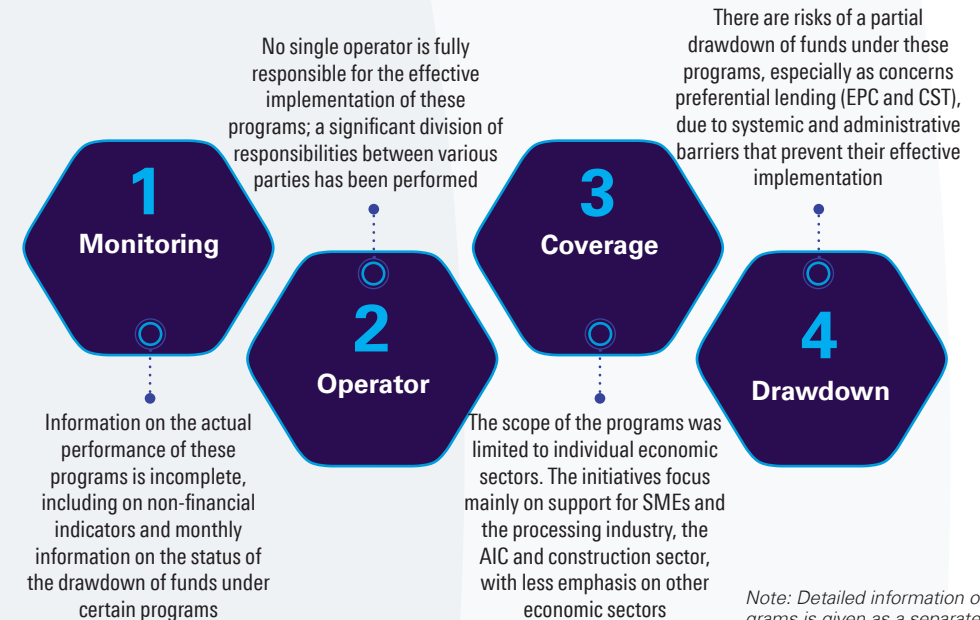 1
Monitoring
Information on the actual
performance of these
programs is incomplete,
including on non-financial
indicators and monthly
information on the status of
the drawdown of funds under
certain programs
No single operator is fully
responsible for the effective
implementation of these
programs; a significant division of
responsibilities between various
parties has been performed
2
Operator
3
Coverage
The scope of the programs was
limited to individual economic
sectors. The initiatives focus
mainly on support for SMEs and
the processing industry, the
AIC and construction sector,
with less emphasis on other
economic sectors
There are risks of a partial
drawdown of funds under these
programs, especially as concerns
preferential lending (EPC and CST),
due to systemic and administrative
barriers that prevent their effective
implementation
4
Drawdown
Note: Detailed information
grams is given as a separate